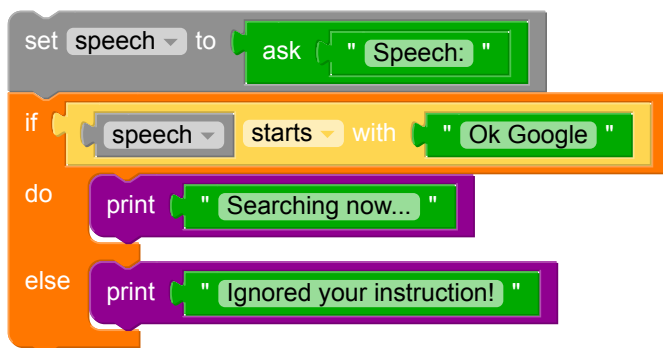 set speech to ask " Speech: "
if speech starts with " Ok Google "
do print " Searching now... "
else print " Ignored your instruction! "